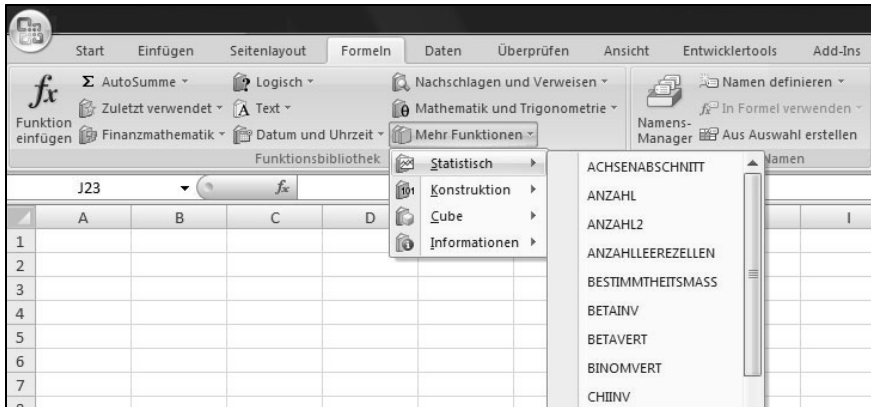 Start Einfügen Seitenlayout Formeln Daten Überprüfen Ansicht Entwicklertools Add-Ins
fx Funktion einfügen
Σ AutoSumme
Zuletzt verwendet
Finanzmathematik
Logisch
A Text
Datum und Uhrzeit
Nachschlagen und Verweisen
θ Mathematik und Trigonometrie
Mehr Funktionen
Funktionsbibliothek
Namens-
Manager
Namen definieren
fx In Formel verwenden
Aus Auswahl erstellen
Namen
Statistisch
Konstruktion
Cube
Informationen
ACHSENABSCHNITT
ANZAHL
ANZAHL2
ANZAHLLEEREZELLEN
BESTIMMTHEITSMASS
BETAINV
BETAVERT
BINOMVERT
CHIINV
J23 fx
A B C D I
1
2
3
4
5
6
7